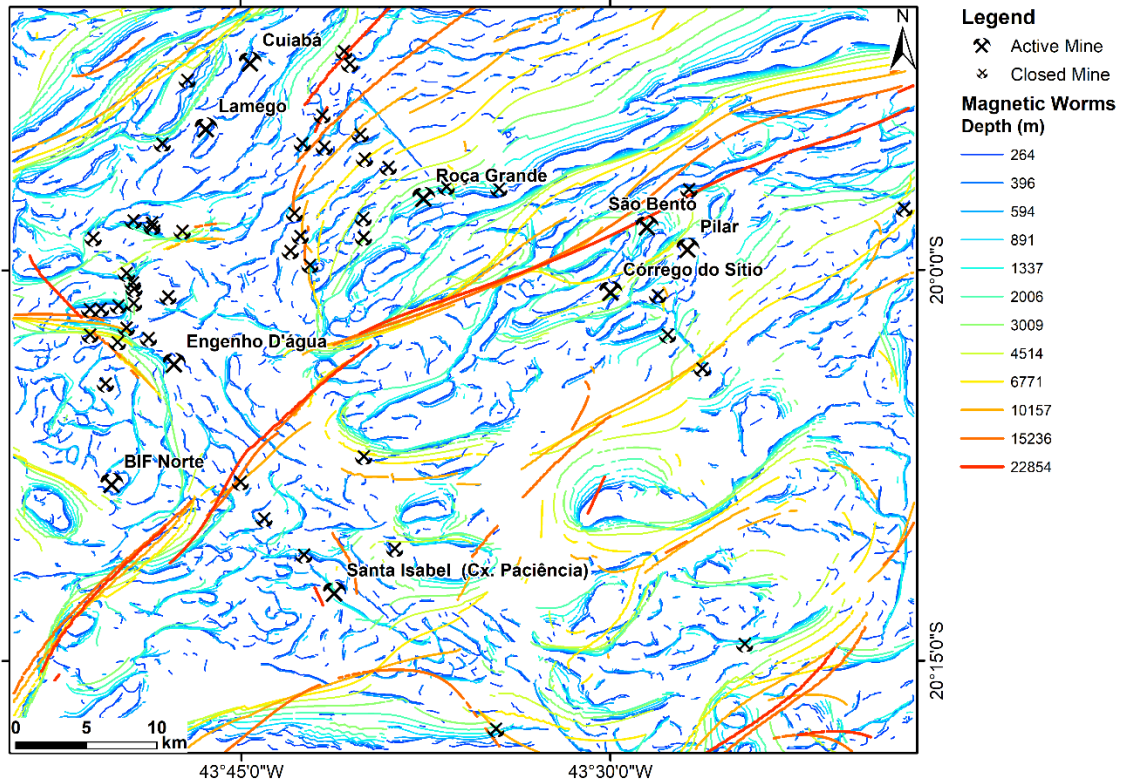 N
Cuiabá
Lamego
Roça Grande
São Bento
Pilar
Córrego do Sítio
Engenho D'água
BIF Norte
Santa Isabel (Cx. Paciência)
0 5 10
km
43°45'0"W
43°30'0"W
20°0'0"S
20°15'0"S
Legend
Active Mine
Closed Mine
Magnetic Worms
Depth (m)
264
396
594
891
1337
2006
3009
4514
6771
10157
15236
22854